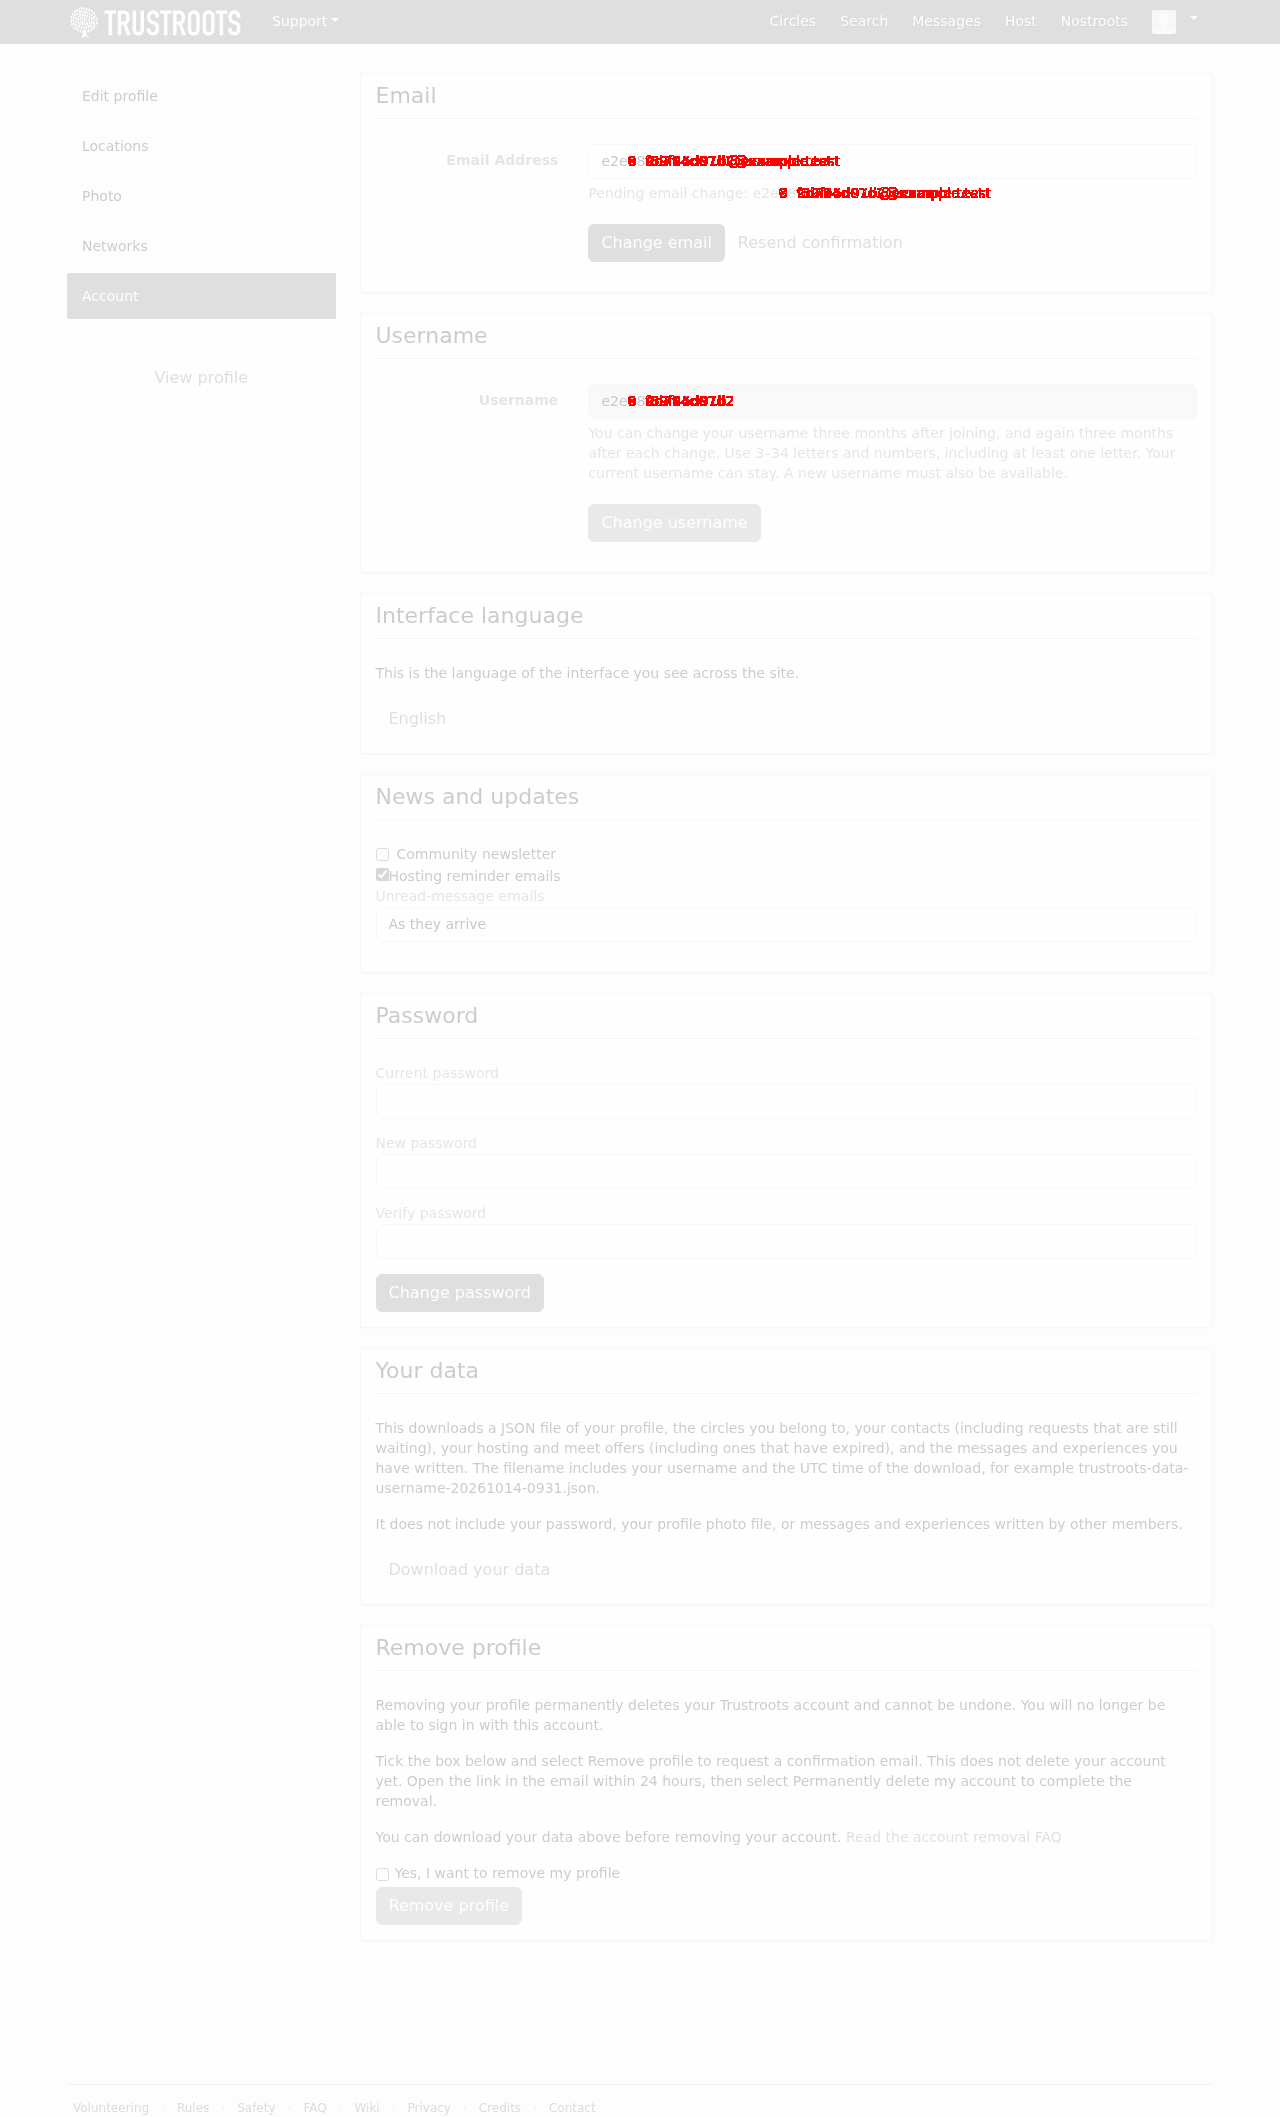 TRUSTROOTS Support Circles Search Messages Host Nostroots
Edit profile
Locations
Photo
Networks
Account
View profile
Email
Email Address
Pending email change:
Change email Resend confirmation
Username
Username
You can change your username three months after joining, and again three months
after each change. Use 3–34 letters and numbers, including at least one letter. Your
current username can stay. A new username must also be available.
Change username
Interface language
This is the language of the interface you see across the site.
English
News and updates
Community newsletter
Hosting reminder emails
Unread-message emails
As they arrive
Password
Current password
New password
Verify password
Change password
Your data
This downloads a JSON file of your profile, the circles you belong to, your contacts (including requests that are still
waiting), your hosting and meet offers (including ones that have expired), and the messages and experiences you
have written. The filename includes your username and the UTC time of the download, for example trustroots-data-
username-20261014-0931.json.
It does not include your password, your profile photo file, or messages and experiences written by other members.
Download your data
Remove profile
Removing your profile permanently deletes your Trustroots account and cannot be undone. You will no longer be
able to sign in with this account.
Tick the box below and select Remove profile to request a confirmation email. This does not delete your account
yet. Open the link in the email within 24 hours, then select Permanently delete my account to complete the
removal.
You can download your data above before removing your account. Read the account removal FAQ
Yes, I want to remove my profile
Remove profile
Volunteering · Rules · Safety · FAQ · Wiki · Privacy · Credits · Contact